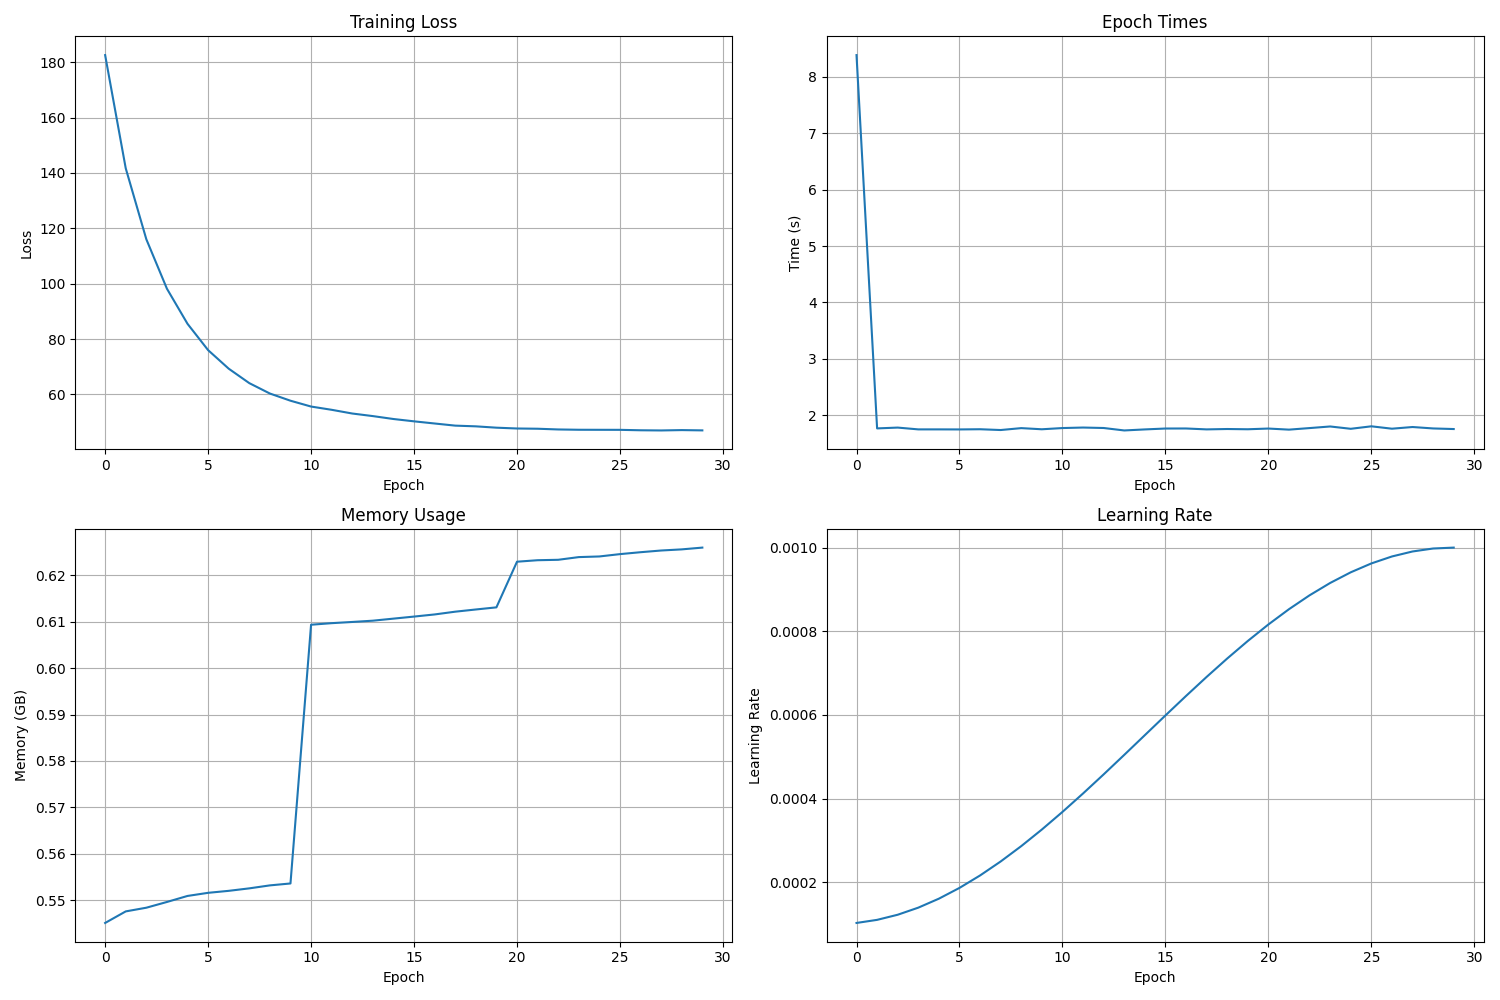 Training Loss
180
160
140
120
100
80
60
Loss
0 5 10 15 20 25 30
Epoch
Epoch Times
8
7
6
5
4
3
2
Time (s)
0 5 10 15 20 25 30
Epoch
Memory Usage
0.62
0.61
0.60
0.59
0.58
0.57
0.56
0.55
Memory (GB)
0 5 10 15 20 25 30
Epoch
Learning Rate
0.0010
0.0008
0.0006
0.0004
0.0002
Learning Rate
0 5 10 15 20 25 30
Epoch